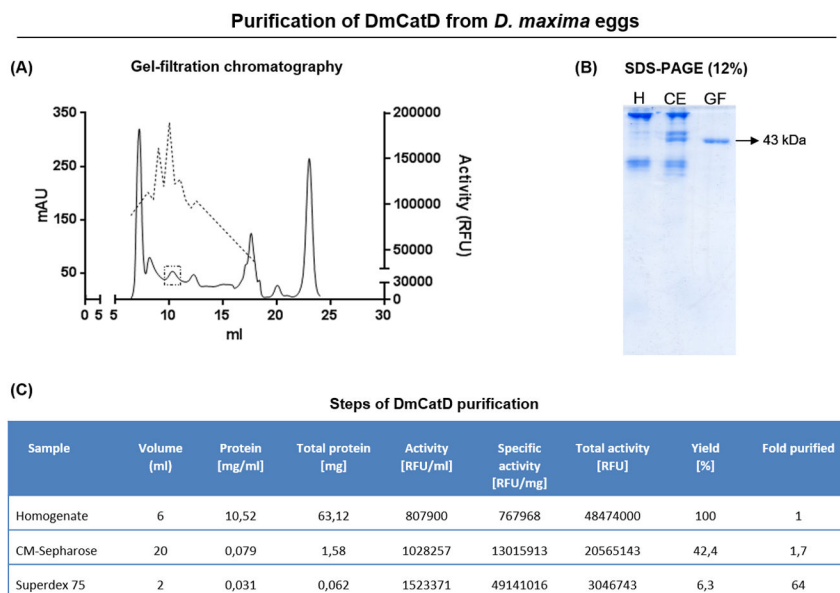 Purification of DmCatD from D. maxima eggs
(A)
Gel-filtration chromatography
350
250
150
50
mAU
200000
150000
100000
50000
30000
0
Activity (RFU)
0 5 5 10 15 20 25 30
ml
(B)
SDS-PAGE (12%)
H CE GF
43 kDa
(C)
Steps of DmCatD purification
Sample Volume (ml) Protein [mg/ml] Total protein [mg] Activity [RFU/ml] Specific activity [RFU/mg] Total activity [RFU] Yield [%] Fold purified
Homogenate 6 10,52 63,12 807900 767968 48474000 100 1
CM-Sepharose 20 0,079 1,58 1028257 13015913 20565143 42,4 1,7
Superdex 75 2 0,031 0,062 1523371 49141016 3046743 6,3 64